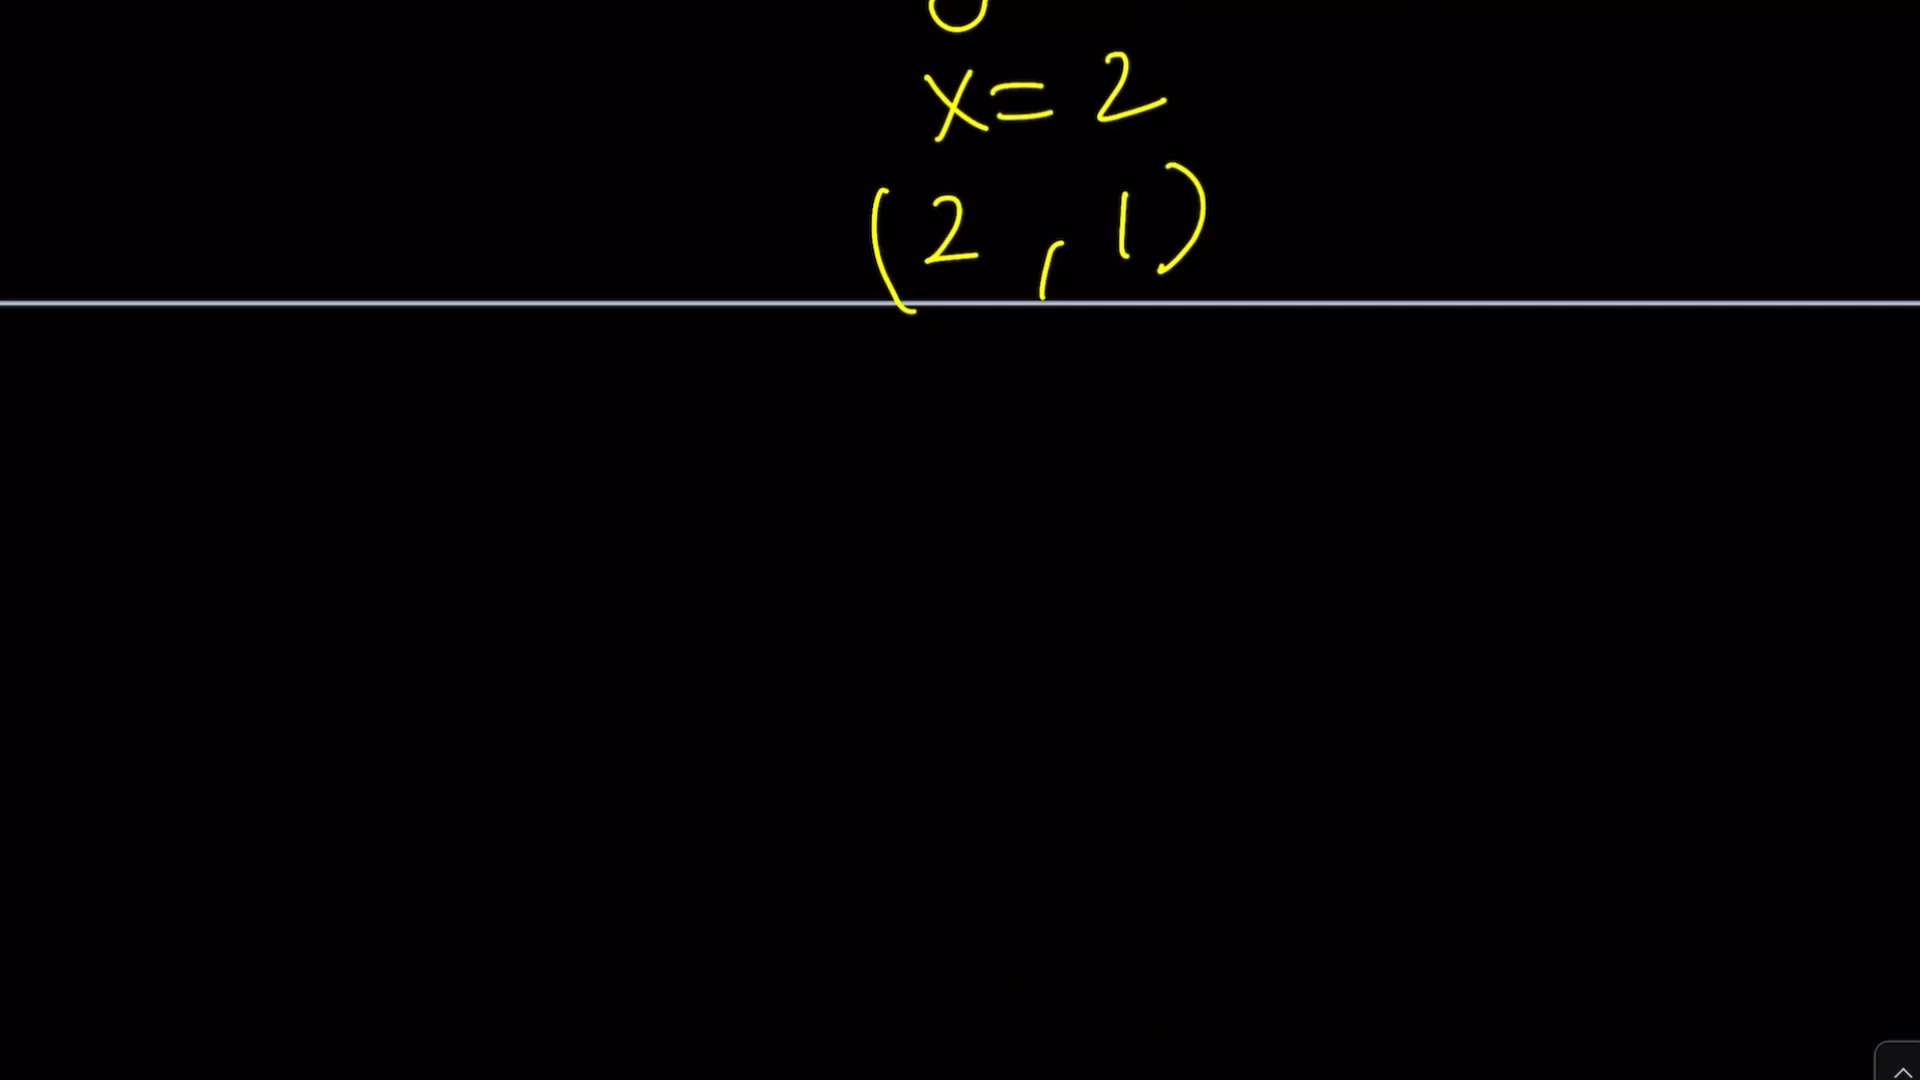 x = 2
(2, 1)